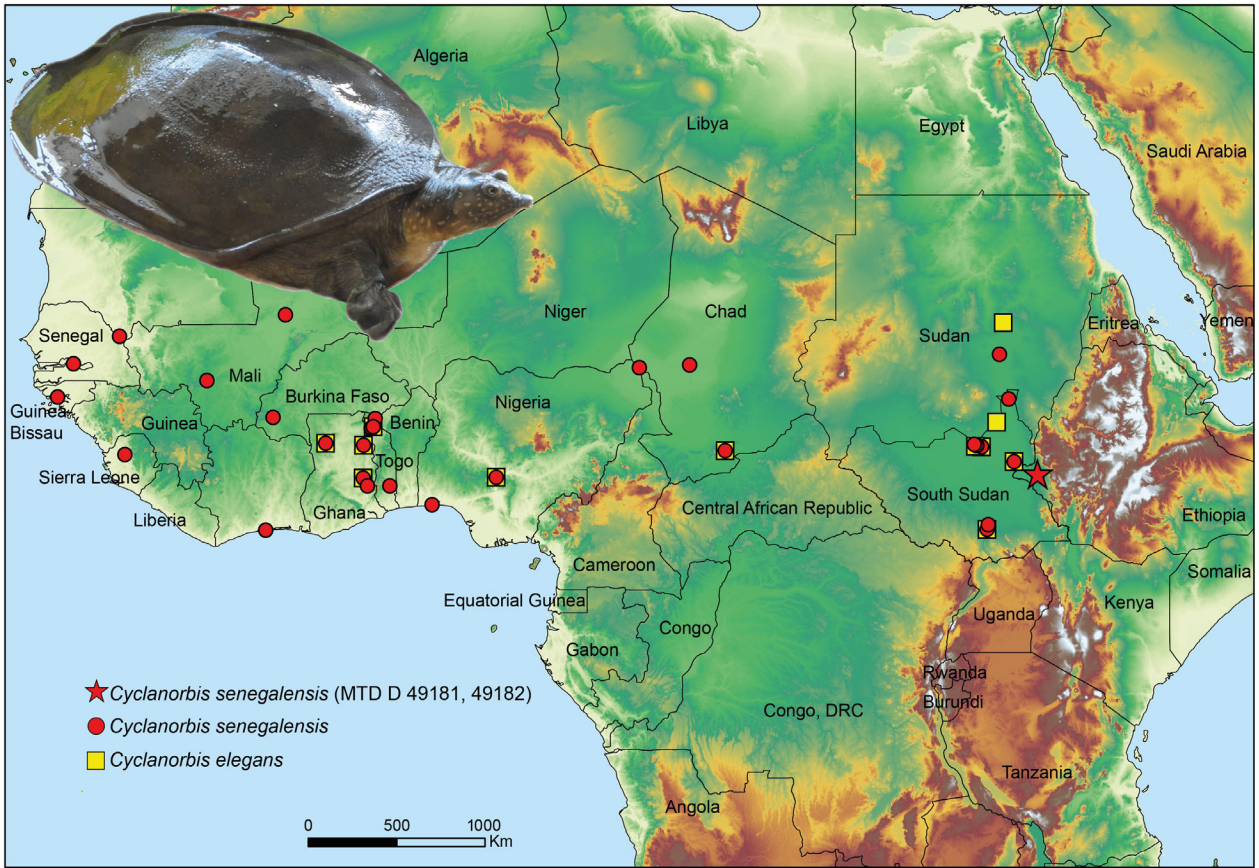 Algeria
Libya
Egypt
Saudi Arabia
Niger
Chad
Sudan
Eritrea
Yemen
Senegal
Mali
Burkina Faso
Nigeria
Benin
Guinea
Bissau
Guinea
Togo
Sierra Leone
Ghana
Liberia
South Sudan
Central African Republic
Ethiopia
Cameroon
Somalia
Equatorial Guinea
Congo
Uganda
Kenya
Gabon
Rwanda
Burundi
Congo, DRC
Tanzania
Angola
Cyclanorbis senegalensis (MTD D 49181, 49182)
Cyclanorbis senegalensis
Cyclanorbis elegans
0 500 1000
Km